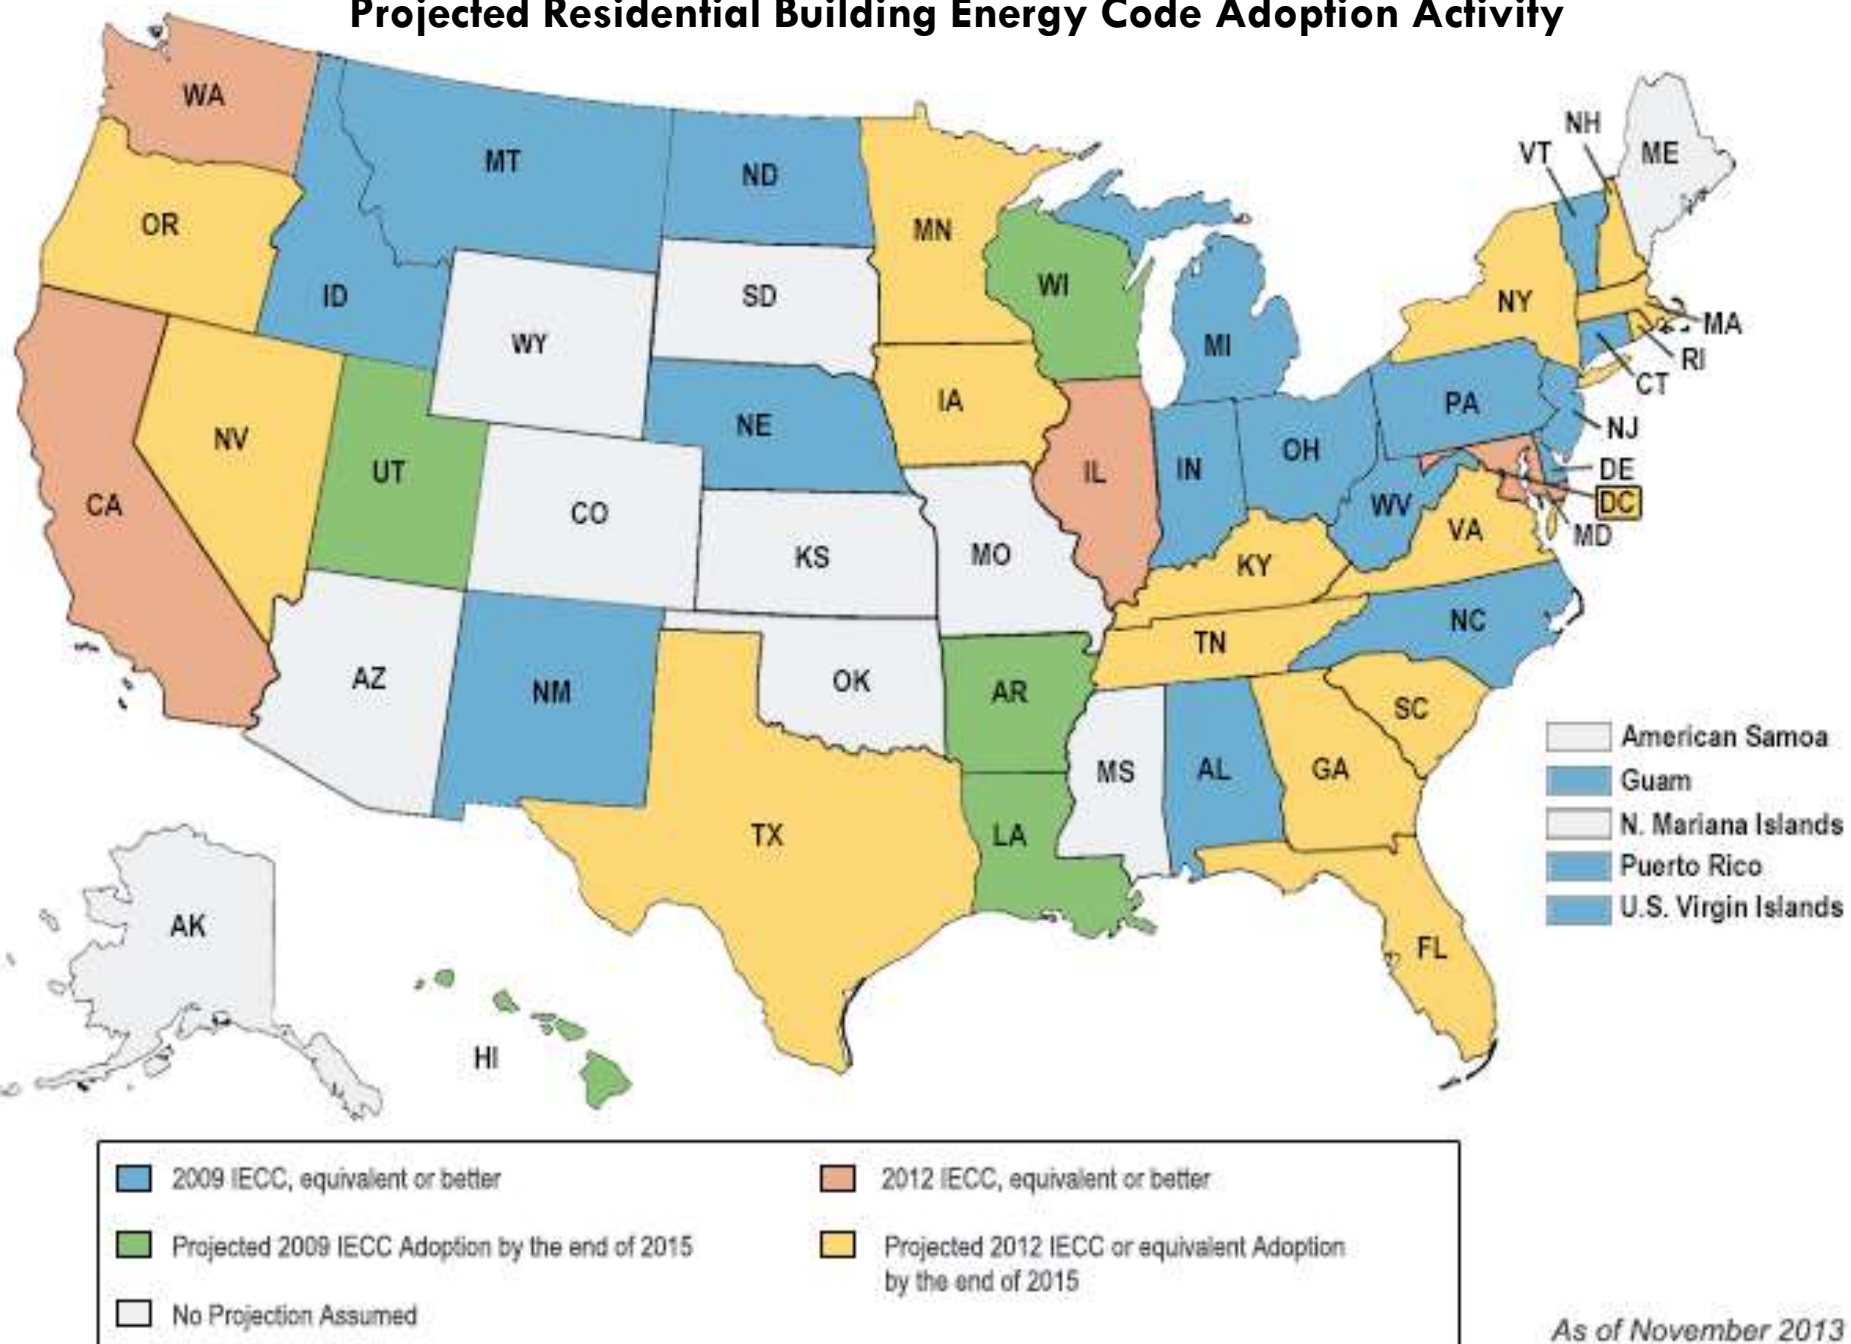 Projected Residential Building Energy Code Adoption Activity
WA
MT
ND
MN
OR
ID
WY
SD
WI
MI
NY
VT
NH
ME
MA
RI
CT
NJ
DE
DC
MD
PA
NV
UT
CO
NE
IA
IL
IN
OH
WV
VA
CA
KS
MO
KY
NC
TN
AZ
NM
OK
AR
SC
MS
AL
GA
TX
LA
FL
AK
HI
American Samoa
Guam
N. Mariana Islands
Puerto Rico
U.S. Virgin Islands
2009 IECC, equivalent or better
2012 IECC, equivalent or better
Projected 2009 IECC Adoption by the end of 2015
Projected 2012 IECC or equivalent Adoption
by the end of 2015
No Projection Assumed
As of November 2013